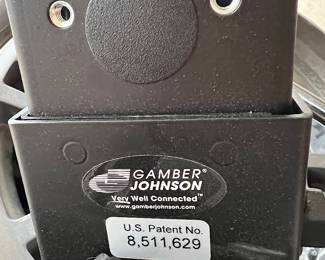 GAMBER
JOHNSON®
Very Well Connected™
www.gamberjohnson.com
U.S. Patent No.
8,511,629